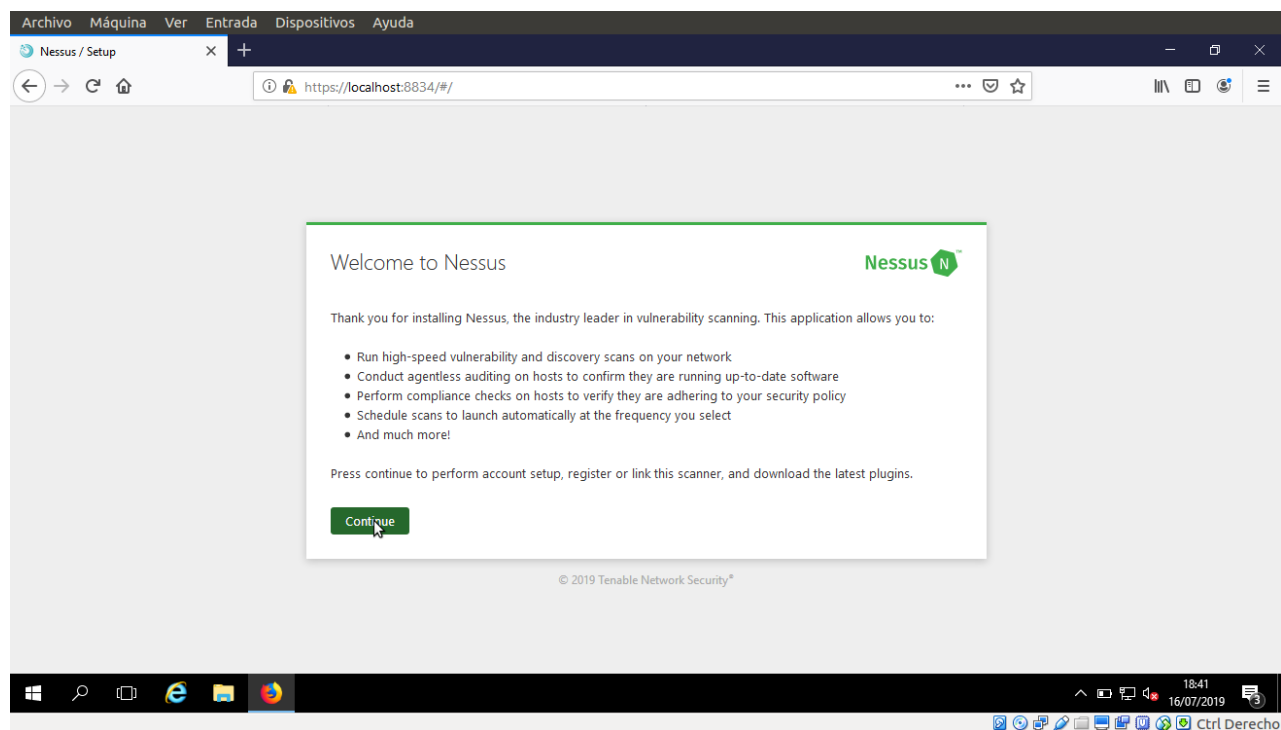 Archivo Máquina Ver Entrada Dispositivos Ayuda
Nessus / Setup
https://localhost:8834/#/
Welcome to Nessus
Nessus N
Thank you for installing Nessus, the industry leader in vulnerability scanning. This application allows you to:
• Run high-speed vulnerability and discovery scans on your network
• Conduct agentless auditing on hosts to confirm they are running up-to-date software
• Perform compliance checks on hosts to verify they are adhering to your security policy
• Schedule scans to launch automatically at the frequency you select
• And much more!
Press continue to perform account setup, register or link this scanner, and download the latest plugins.
Continue
© 2019 Tenable Network Security®
18:41
16/07/2019
3
Ctrl Derecho